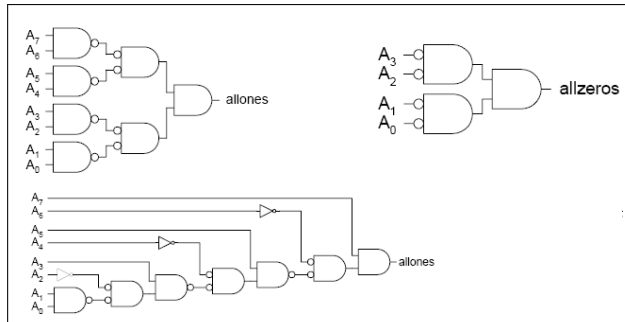 A₇
A₆
A₅
A₄
A₃
A₂
A₁
A₀
allones
A₃
A₂
A₁
A₀
allzeros
A₇
A₆
A₅
A₄
A₃
A₂
A₁
A₀
allones